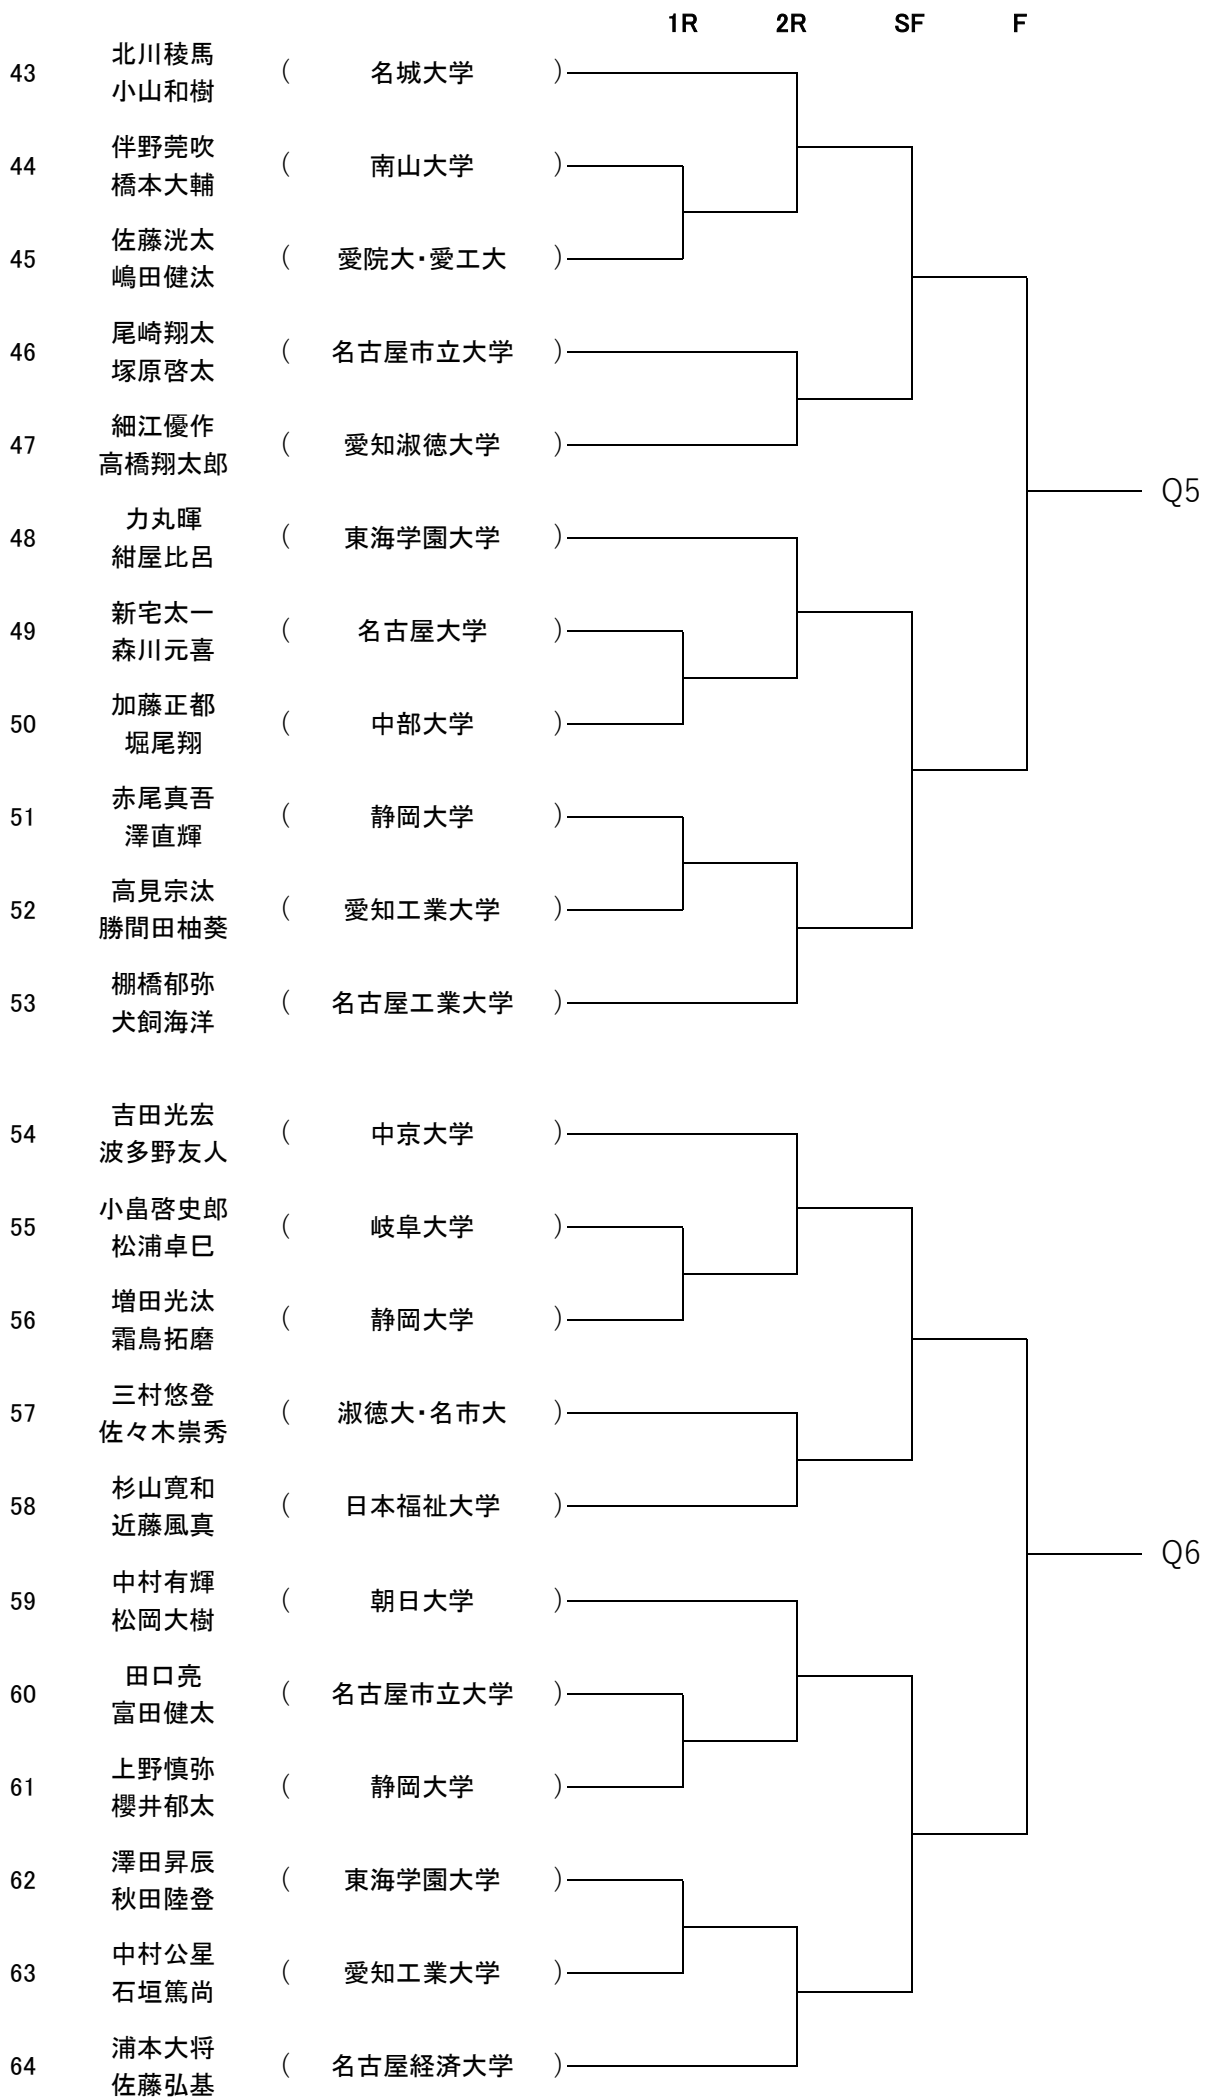 1R 2R SF F
北川稜馬
43 ( 名城大学 )
小山和樹
伴野莞吹
44 ( 南山大学 )
橋本大輔
佐藤洸太
45 ( 愛院大・愛工大 )
嶋田健汰
尾崎翔太
46 ( 名古屋市立大学 )
塚原啓太
細江優作
47 ( 愛知淑徳大学 )
高橋翔太郎
Q5
力丸暉
48 ( 東海学園大学 )
紺屋比呂
新宅太一
49 ( 名古屋大学 )
森川元喜
加藤正都
50 ( 中部大学 )
堀尾翔
赤尾真吾
51 ( 静岡大学 )
澤直輝
高見宗汰
52 ( 愛知工業大学 )
勝間田柚葵
棚橋郁弥
53 ( 名古屋工業大学 )
犬飼海洋
吉田光宏
54 ( 中京大学 )
波多野友人
小畠啓史郎
55 ( 岐阜大学 )
松浦卓巳
増田光汰
56 ( 静岡大学 )
霜鳥拓磨
三村悠登
57 ( 淑徳大・名市大 )
佐々木崇秀
杉山寛和
58 ( 日本福祉大学 )
近藤風真
Q6
中村有輝
59 ( 朝日大学 )
松岡大樹
田口亮
60 ( 名古屋市立大学 )
富田健太
上野慎弥
61 ( 静岡大学 )
櫻井郁太
澤田昇辰
62 ( 東海学園大学 )
秋田陸登
中村公星
63 ( 愛知工業大学 )
石垣篤尚
浦本大将
64 ( 名古屋経済大学 )
佐藤弘基